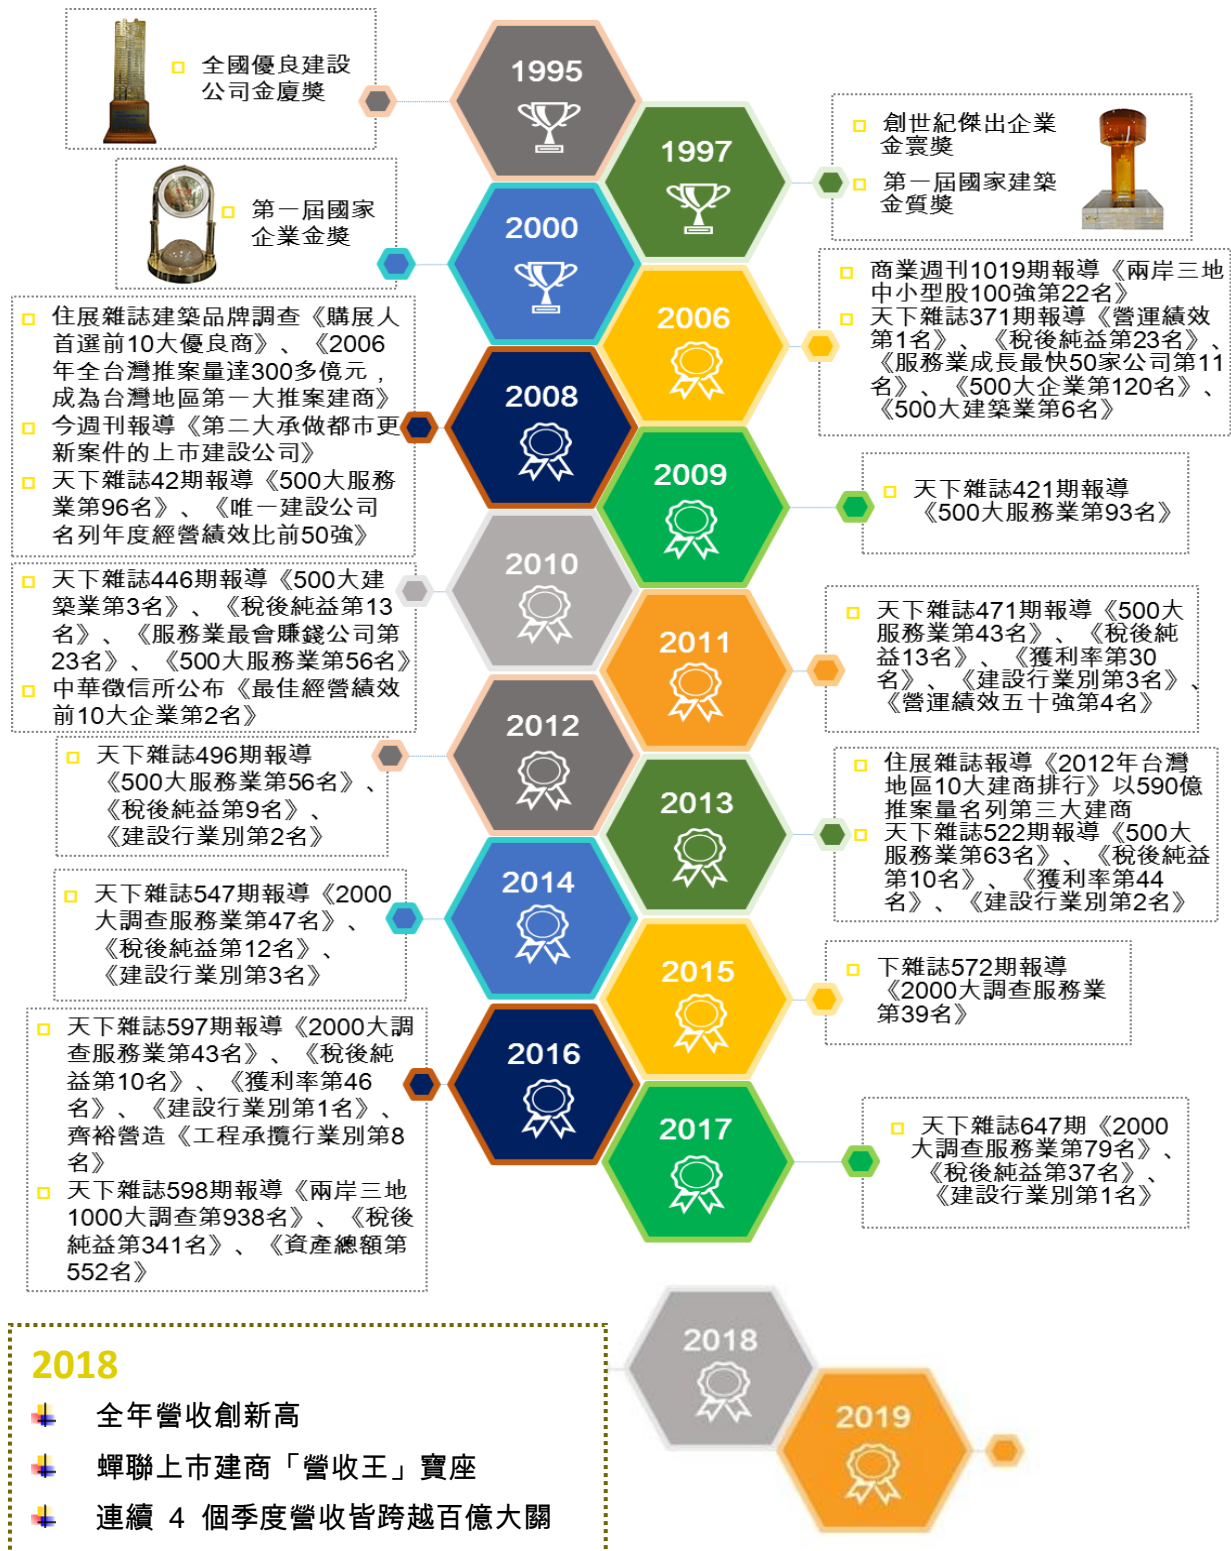 1995
全國優良建設
公司金廈獎
1997
創世紀傑出企業
金寰獎
第一屆國家建築
金質獎
2000
第一屆國家
企業金獎
2006
商業週刊1019期報導《兩岸三地
中小型股100強第22名》
天下雜誌371期報導《營運績效
第1名》、《稅後純益第23名》、
《服務業成長最快50家公司第11
名》、《500大企業第120名》、
《500大建築業第6名》
2008
住展雜誌建築品牌調查《購展人
首選前10大優良商》、《2006
年全台灣推案量達300多億元，
成為台灣地區第一大推案建商》
今週刊報導《第二大承做都市更
新案件的上市建設公司》
天下雜誌42期報導《500大服務
業第96名》、《唯一建設公司
名列年度經營績效比前50強》
2009
天下雜誌421期報導
《500大服務業第93名》
2010
天下雜誌446期報導《500大建
築業第3名》、《稅後純益第13
名》、《服務業最會賺錢公司第
23名》、《500大服務業第56名》
中華徵信所公布《最佳經營績效
前10大企業第2名》
2011
天下雜誌471期報導《500大
服務業第43名》、《稅後純
益13名》、《獲利率第30
名》、《建設行業別第3名》、
《營運績效五十強第4名》
2012
天下雜誌496期報導
《500大服務業第56名》、
《稅後純益第9名》、
《建設行業別第2名》
2013
住展雜誌報導《2012年台灣
地區10大建商排行》以590億
推案量名列第三大建商
天下雜誌522期報導《500大
服務業第63名》、《稅後純益
第10名》、《獲利率第44
名》、《建設行業別第2名》
2014
天下雜誌547期報導《2000
大調查服務業第47名》、
《稅後純益第12名》、
《建設行業別第3名》
2015
下雜誌572期報導
《2000大調查服務業
第39名》
2016
天下雜誌597期報導《2000大調
查服務業第43名》、《稅後純
益第10名》、《獲利率第46
名》、《建設行業別第1名》、
齊裕營造《工程承攬行業別第8
名》
天下雜誌598期報導《兩岸三地
1000大調查第938名》、《稅後
純益第341名》、《資產總額第
552名》
2017
天下雜誌647期《2000
大調查服務業第79名》、
《稅後純益第37名》、
《建設行業別第1名》
2018
2019
2018
全年營收創新高
蟬聯上市建商「營收王」寶座
連續 4 個季度營收皆跨越百億大關